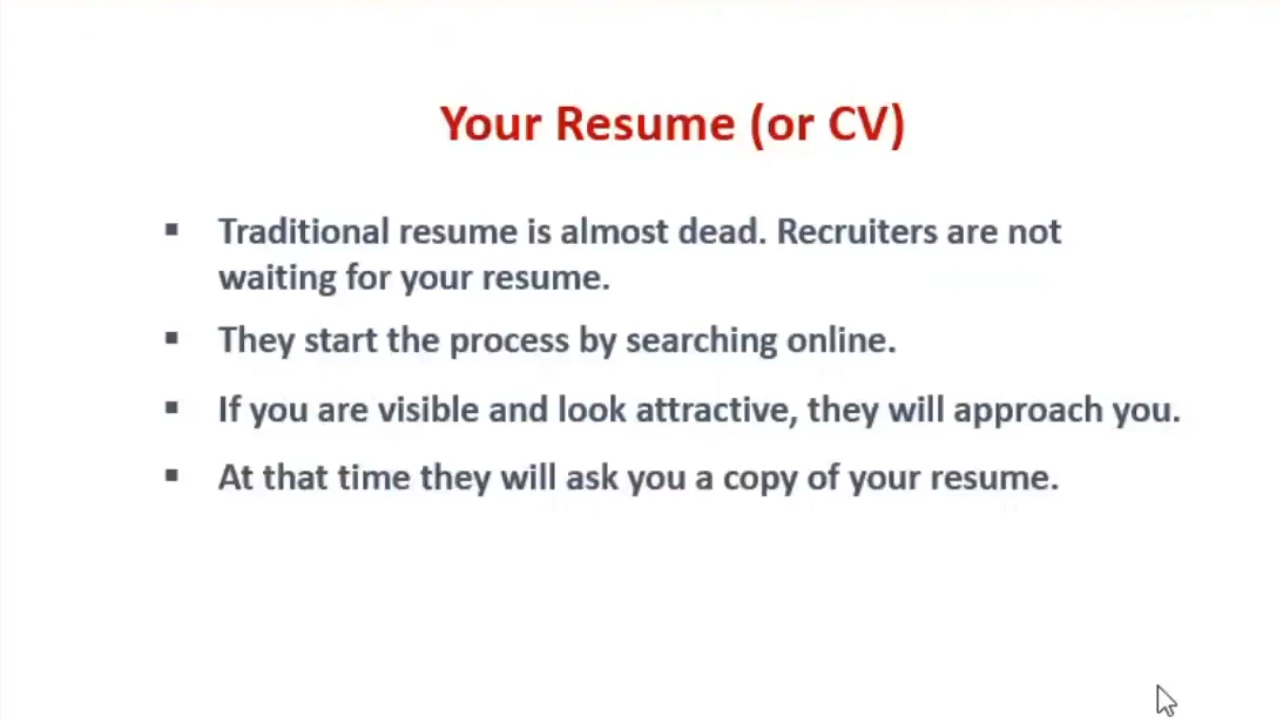 Your Resume (or CV)
▪ Traditional resume is almost dead. Recruiters are not
waiting for your resume.
▪ They start the process by searching online.
▪ If you are visible and look attractive, they will approach you.
▪ At that time they will ask you a copy of your resume.